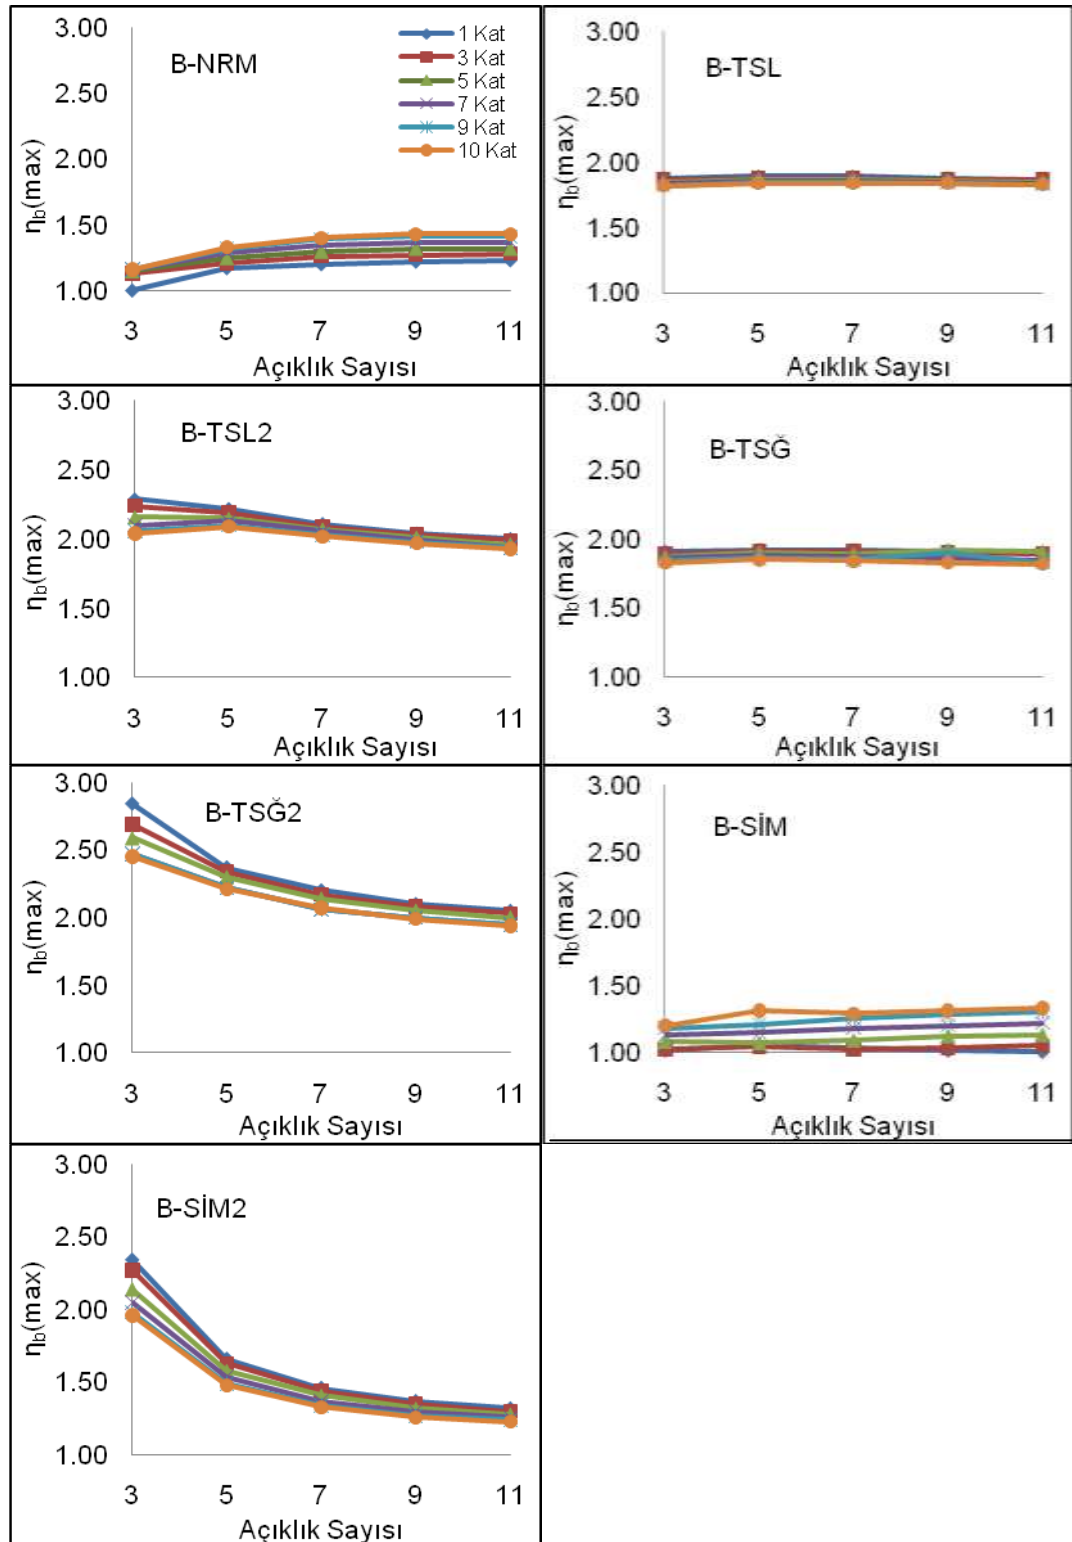 B-NRM
1 Kat
3 Kat
5 Kat
7 Kat
9 Kat
10 Kat
3.00
2.50
2.00
1.50
1.00
ηb(max)
3 5 7 9 11
Açıklık Sayısı
B-TSL
3.00
2.50
2.00
1.50
1.00
ηb(max)
3 5 7 9 11
Açıklık Sayısı
B-TSL2
3.00
2.50
2.00
1.50
1.00
ηb(max)
3 5 7 9 11
Açıklık Sayısı
B-TSĞ
3.00
2.50
2.00
1.50
1.00
ηb(max)
3 5 7 9 11
Açıklık Sayısı
B-TSĞ2
3.00
2.50
2.00
1.50
1.00
ηb(max)
3 5 7 9 11
Açıklık Sayısı
B-SİM
3.00
2.50
2.00
1.50
1.00
ηb(max)
3 5 7 9 11
Açıklık Sayısı
B-SİM2
3.00
2.50
2.00
1.50
1.00
ηb(max)
3 5 7 9 11
Açıklık Sayısı